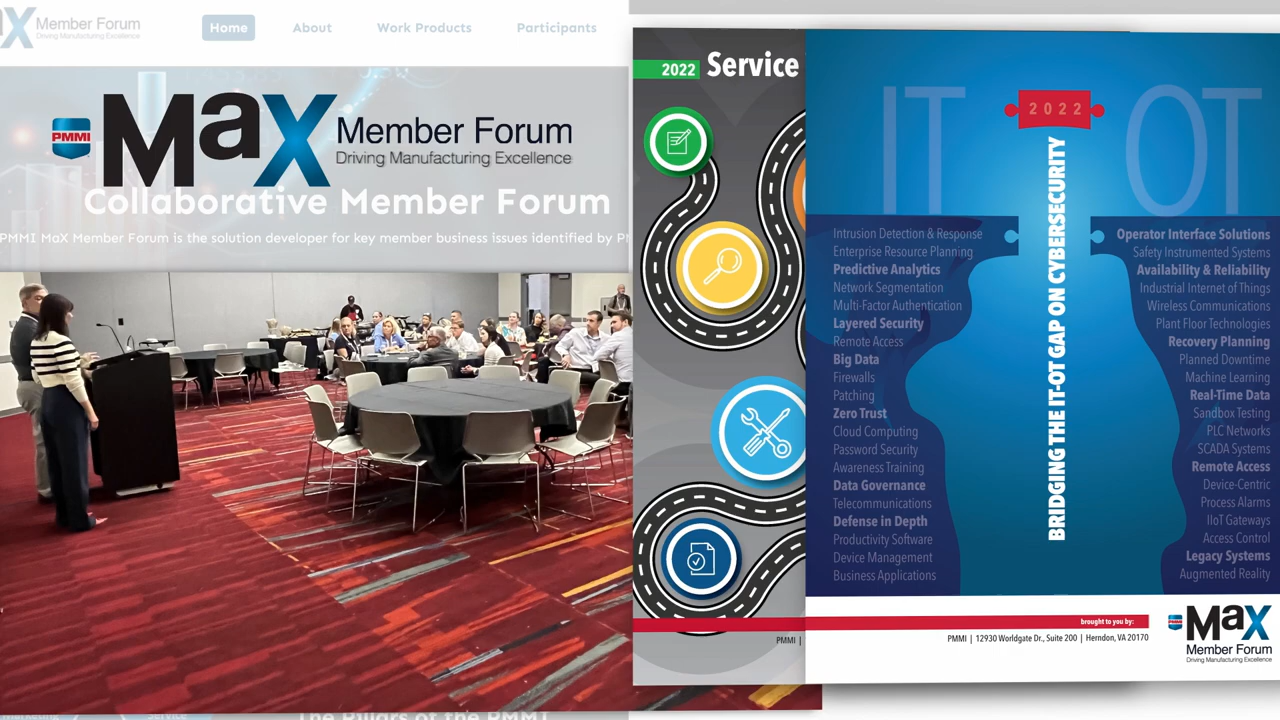 X Member Forum
Driving Manufacturing Excellence
Home About Work Products Participants
PMMI MaX Member Forum
Driving Manufacturing Excellence
Collaborative Member Forum
PMMI MaX Member Forum is the solution developer for key member business issues identified by
2022 Service
PMMI |
IT OT
2022
BRIDGING THE IT-OT GAP ON CYBERSECURITY
Intrusion Detection & Response
Enterprise Resource Planning
Predictive Analytics
Network Segmentation
Multi-Factor Authentication
Layered Security
Remote Access
Big Data
Firewalls
Patching
Zero Trust
Cloud Computing
Password Security
Awareness Training
Data Governance
Telecommunications
Defense in Depth
Productivity Software
Device Management
Business Applications
Operator Interface Solutions
Safety Instrumented Systems
Availability & Reliability
Industrial Internet of Things
Wireless Communications
Plant Floor Technologies
Recovery Planning
Planned Downtime
Machine Learning
Real-Time Data
Sandbox Testing
PLC Networks
SCADA Systems
Remote Access
Device-Centric
Process Alarms
IIoT Gateways
Access Control
Legacy Systems
Augmented Reality
brought to you by:
PMMI | 12930 Worldgate Dr., Suite 200 | Herndon, VA 20170
PMMI MaX
Member Forum
Driving Manufacturing Excellence
Service
The Pillars of the PMMI